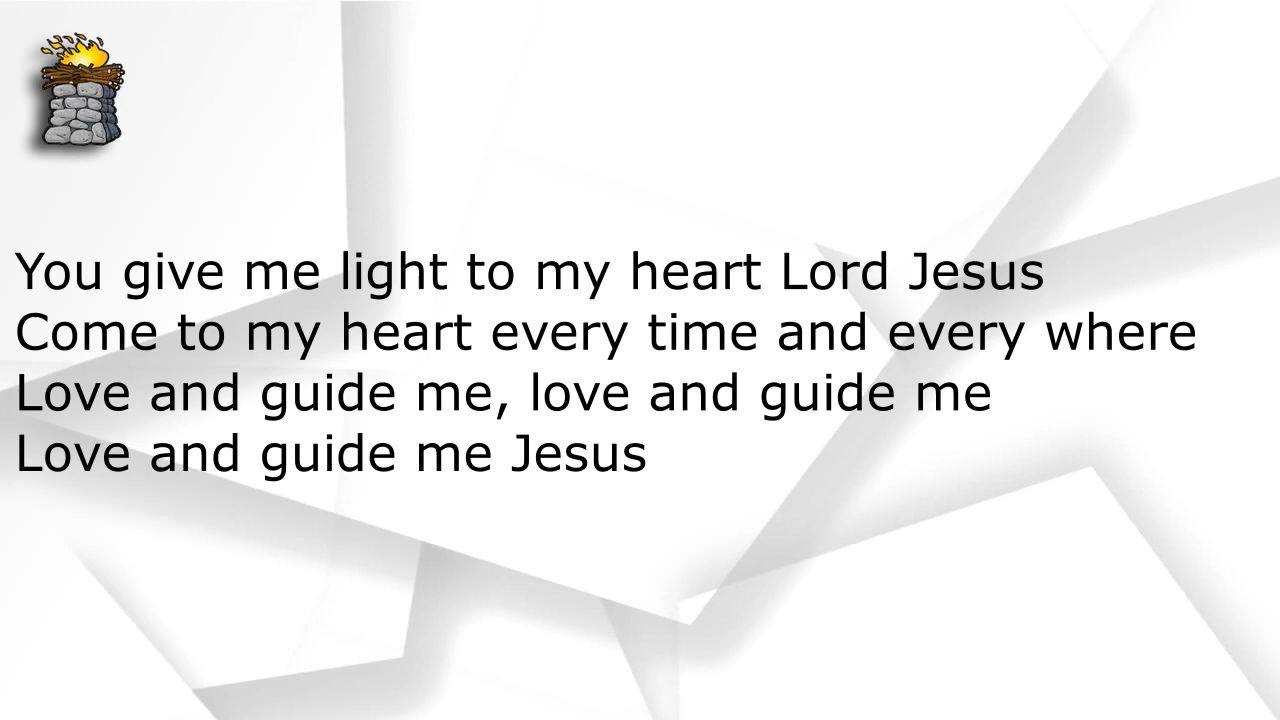 You give me light to my heart Lord Jesus
Come to my heart every time and every where
Love and guide me, love and guide me
Love and guide me Jesus